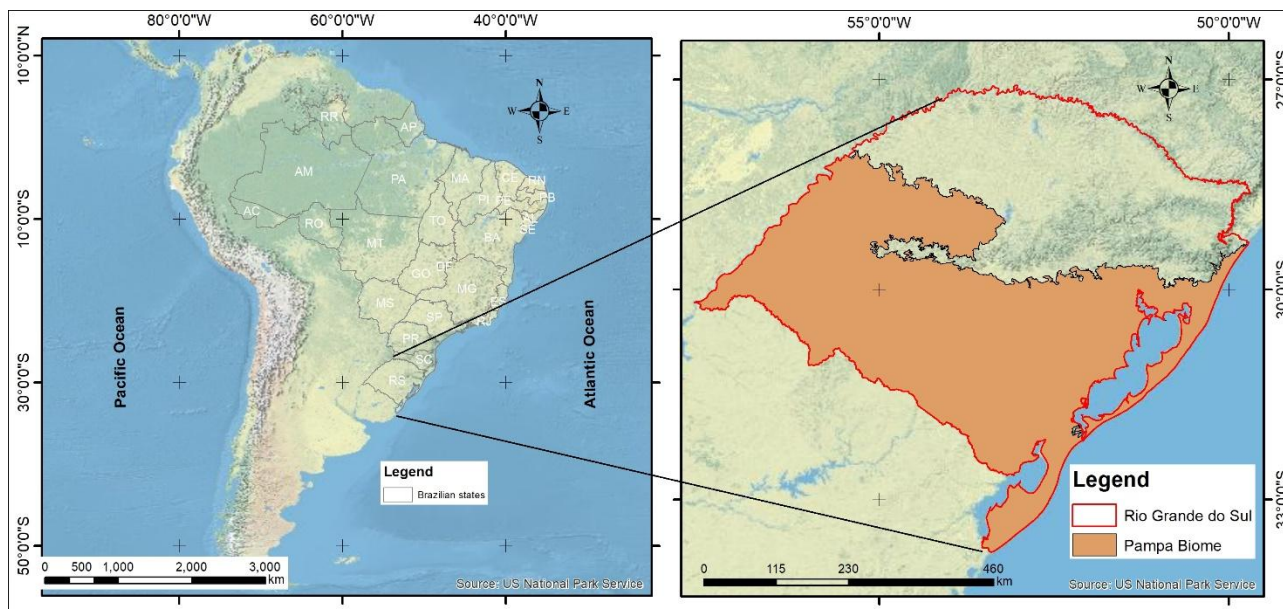 80°0'0"W 60°0'0"W 40°0'0"W
10°0'0"N
10°0'0"S
30°0'0"S
50°0'0"S
N
W E
S
RR
AP
AM
PA
MA
CE
RN
PB
PI
PE
AC
RO
TO
AL
SE
BA
MT
DF
GO
MG
ES
MS
SP
RJ
PR
SC
RS
Pacific Ocean
Atlantic Ocean
Legend
Brazilian states
0 500 1,000 2,000 3,000
km
Source: US National Park Service
55°0'0"W 50°0'0"W
27°0'0"S
30°0'0"S
33°0'0"S
N
W E
S
Legend
Rio Grande do Sul
Pampa Biome
0 115 230 460
km
Source: US National Park Service